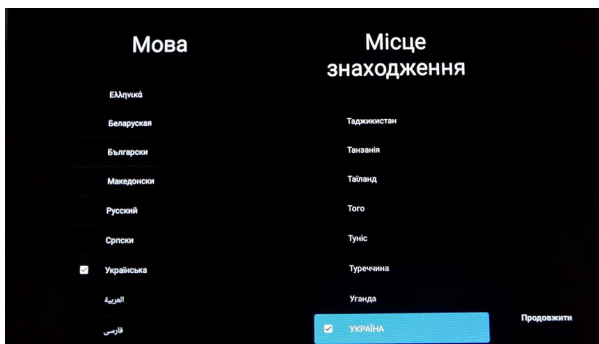 Мова
Ελληνικά
Беларуская
Български
Македонски
Русский
Српски
Українська
العربية
فارسی
Місце
знаходження
Таджикистан
Танзанія
Таїланд
Того
Туніс
Туреччина
Уганда
УКРАЇНА
Продовжити